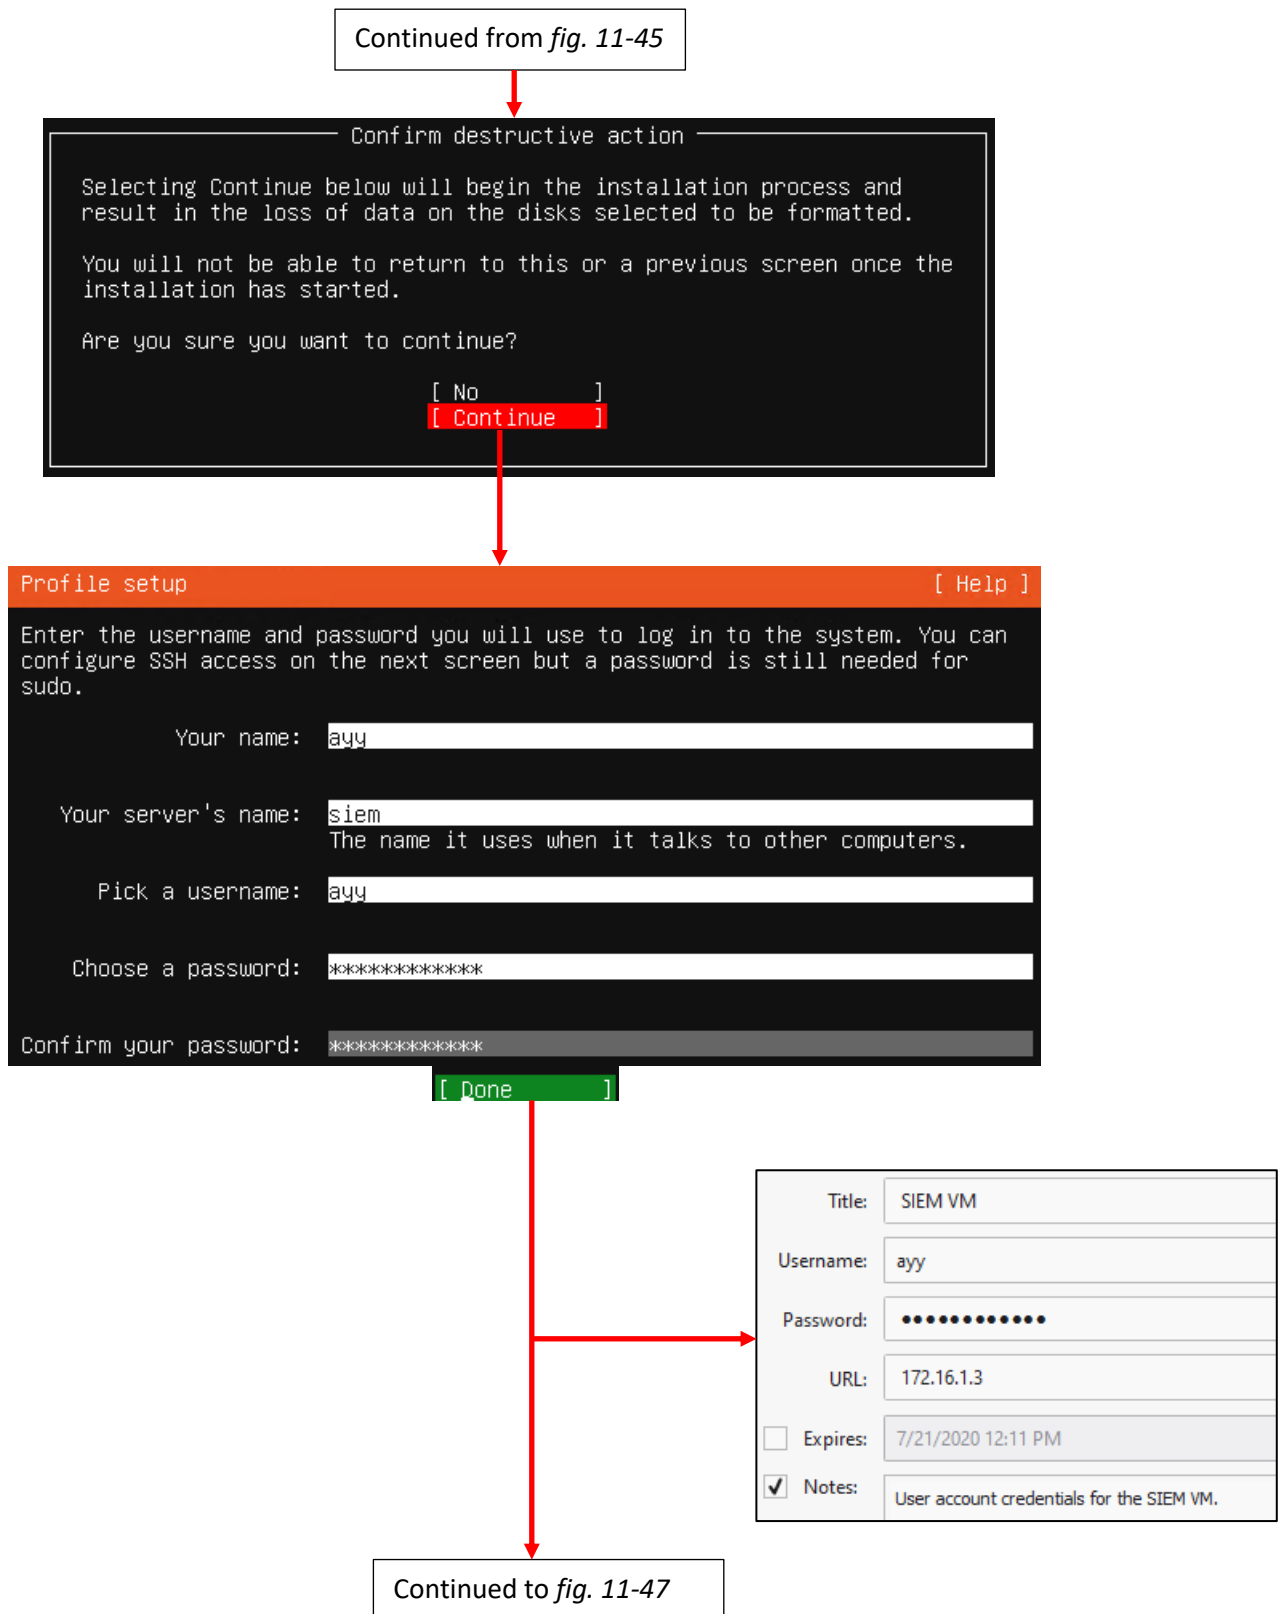 Continued from fig. 11-45
Confirm destructive action
Selecting Continue below will begin the installation process and
result in the loss of data on the disks selected to be formatted.
You will not be able to return to this or a previous screen once the
installation has started.
Are you sure you want to continue?
[ No ]
[ Continue ]
Profile setup [ Help ]
Enter the username and password you will use to log in to the system. You can
configure SSH access on the next screen but a password is still needed for
sudo.
Your name: ayy
Your server's name: siem
The name it uses when it talks to other computers.
Pick a username: ayy
Choose a password: ************
Confirm your password: ************
[ Done ]
Title: SIEM VM
Username: ayy
Password: ●●●●●●●●●●●●
URL: 172.16.1.3
Expires: 7/21/2020 12:11 PM
✓ Notes: User account credentials for the SIEM VM.
Continued to fig. 11-47